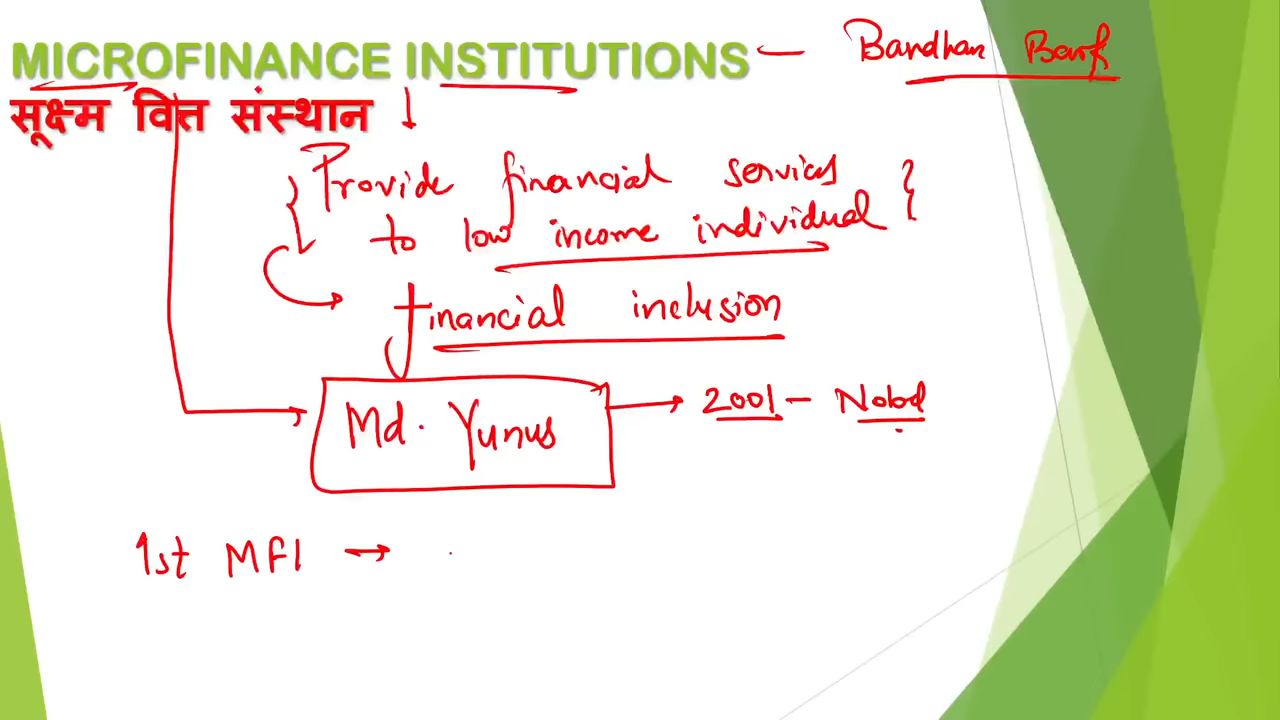 MICROFINANCE INSTITUTIONS - Bandhan Bank
सूक्ष्म वित्त संस्थान
Provide financial services
to low income individual
financial inclusion
Md. Yunus → 2001 - Nobel
1st MFI →